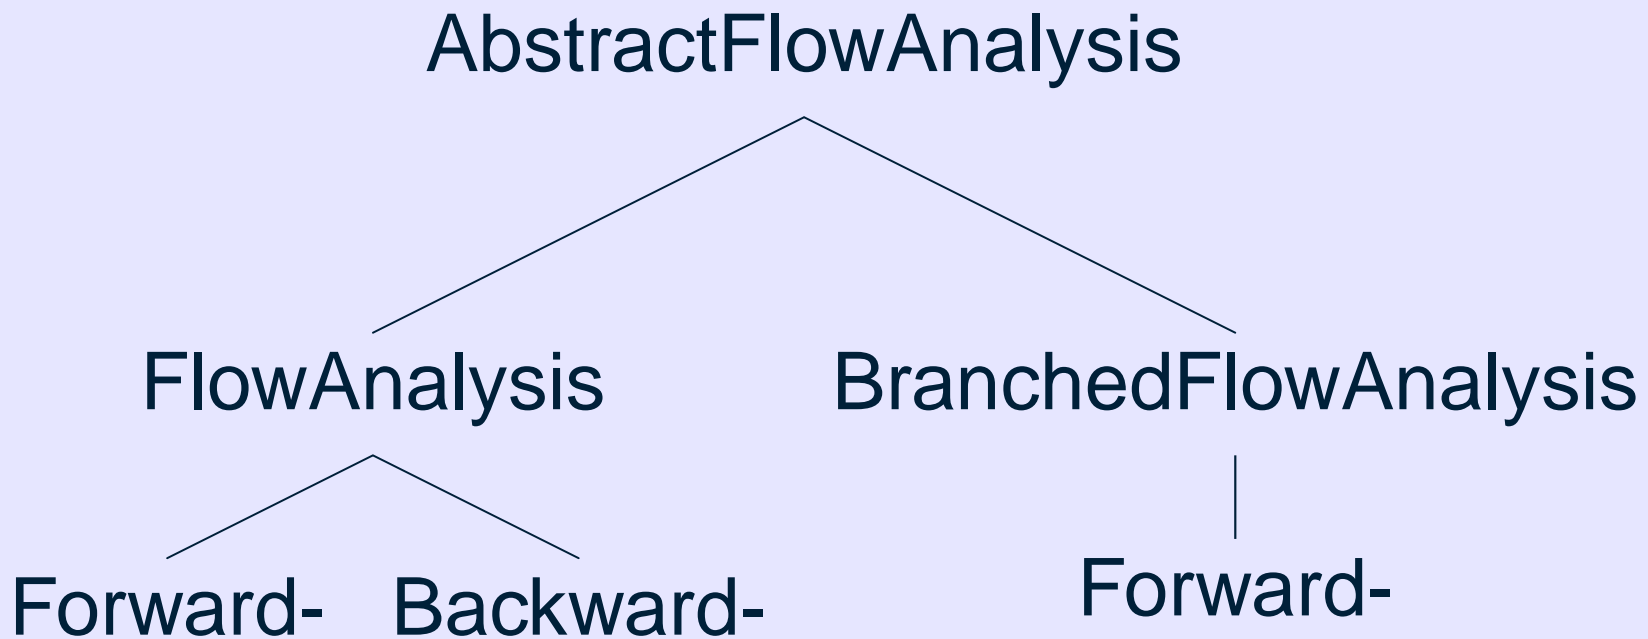 AbstractFlowAnalysis
FlowAnalysis
BranchedFlowAnalysis
Forward-
Backward-
Forward-